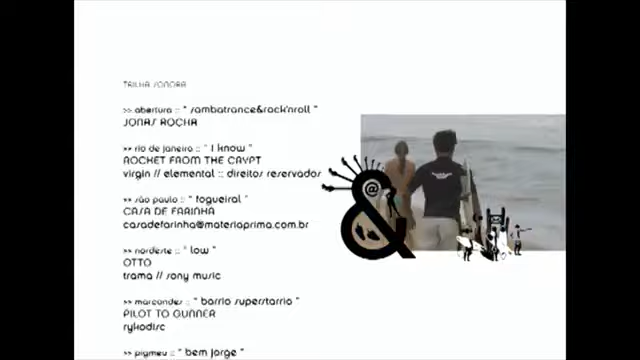 TRILHA SONORA
>> abertura :: " sambatrance&rock'nroll "
JONAS ROCHA
>> rio de janeiro :: " I know "
ROCKET FROM THE CRYPT
virgin // elemental :: direitos reservados
>> são paulo :: " fogueiral "
CASA DE FARINHA
casadefarinha@materiaprima.com.br
>> nordeste :: " low "
OTTO
trama // sony music
>> marcondes :: " barrio superstarrio "
PILOT TO GUNNER
rykodisc
>> pigmeu :: " bem jorge "
&
@